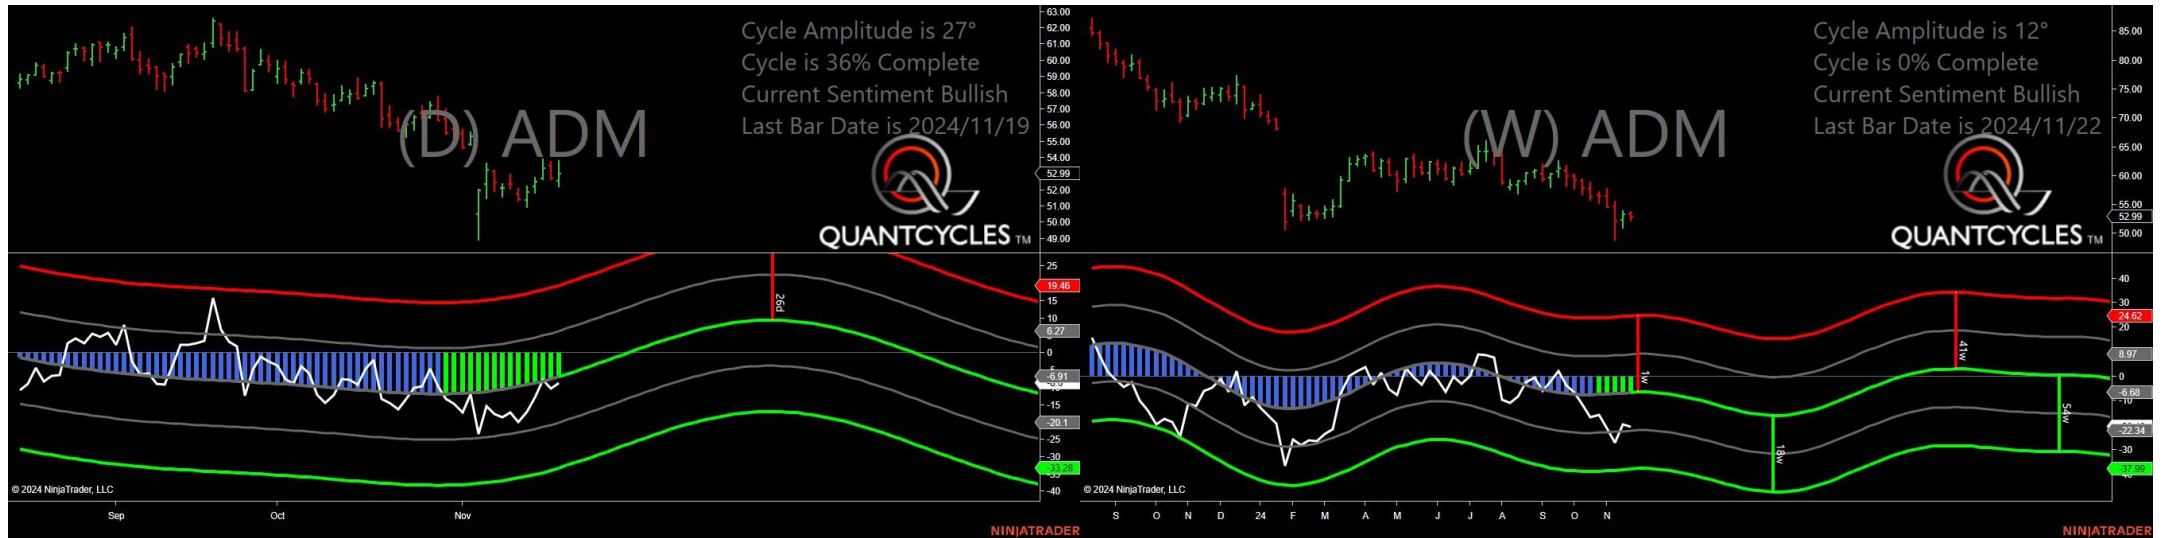 Cycle Amplitude is 27°
Cycle is 36% Complete
Current Sentiment Bullish
Last Bar Date is 2024/11/19
(D) ADM
QUANTCYCLES TM
63.00
62.00
61.00
60.00
59.00
58.00
57.00
56.00
55.00
54.00
52.99
52.00
51.00
50.00
49.00
25
19.46
15
10
6.27
0
-6.91
-15
-20.1
-25
-30
-33.28
-40
26d
© 2024 NinjaTrader, LLC
Sep Oct Nov
NINJATRADER
Cycle Amplitude is 12°
Cycle is 0% Complete
Current Sentiment Bullish
Last Bar Date is 2024/11/22
(W) ADM
QUANTCYCLES TM
85.00
80.00
75.00
70.00
65.00
60.00
55.00
52.99
50.00
40
30
24.62
20
8.97
0
-6.68
-10
-22.34
-30
-37.99
1w
18w
41w
54w
© 2024 NinjaTrader, LLC
S O N D 24 F M A M J J A S O N
NINJATRADER